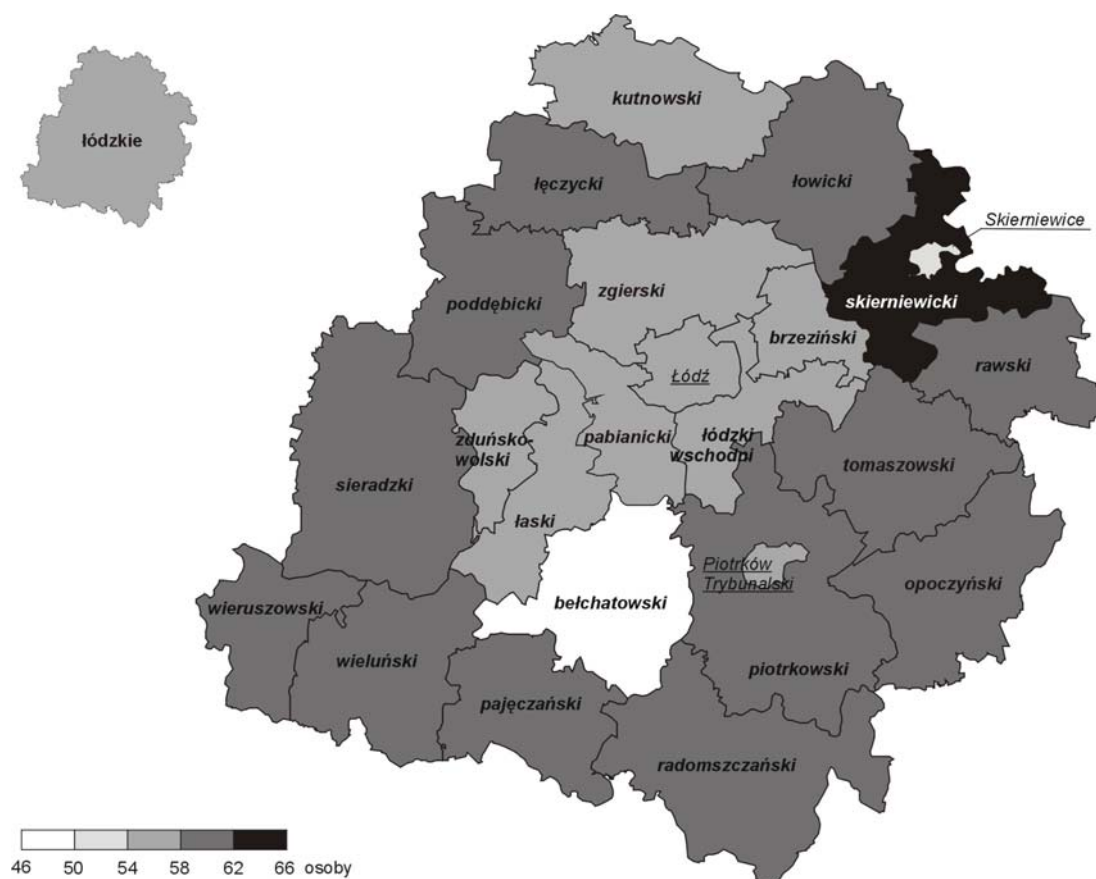 łódzkie
kutnowski
łęczycki
łowicki
Skierniewice
poddębicki
zgierski
skierniewicki
brzeziński
rawski
Łódź
zduńsko-
wolski
pabianicki
łódzki
wschodni
tomaszowski
sieradzki
łaski
Piotrków
Trybunalski
opoczyński
wieruszowski
bełchatowski
wieluński
piotrkowski
pajęczański
radomszczański
46 50 54 58 62 66 osoby